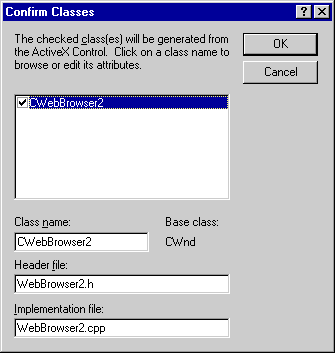 Confirm Classes
The checked class(es) will be generated from
the ActiveX Control. Click on a class name to
browse or edit its attributes.
OK
Cancel
CWebBrowser2
Class name:
Base class:
CWebBrowser2
CWnd
Header file:
WebBrowser2.h
Implementation file:
WebBrowser2.cpp